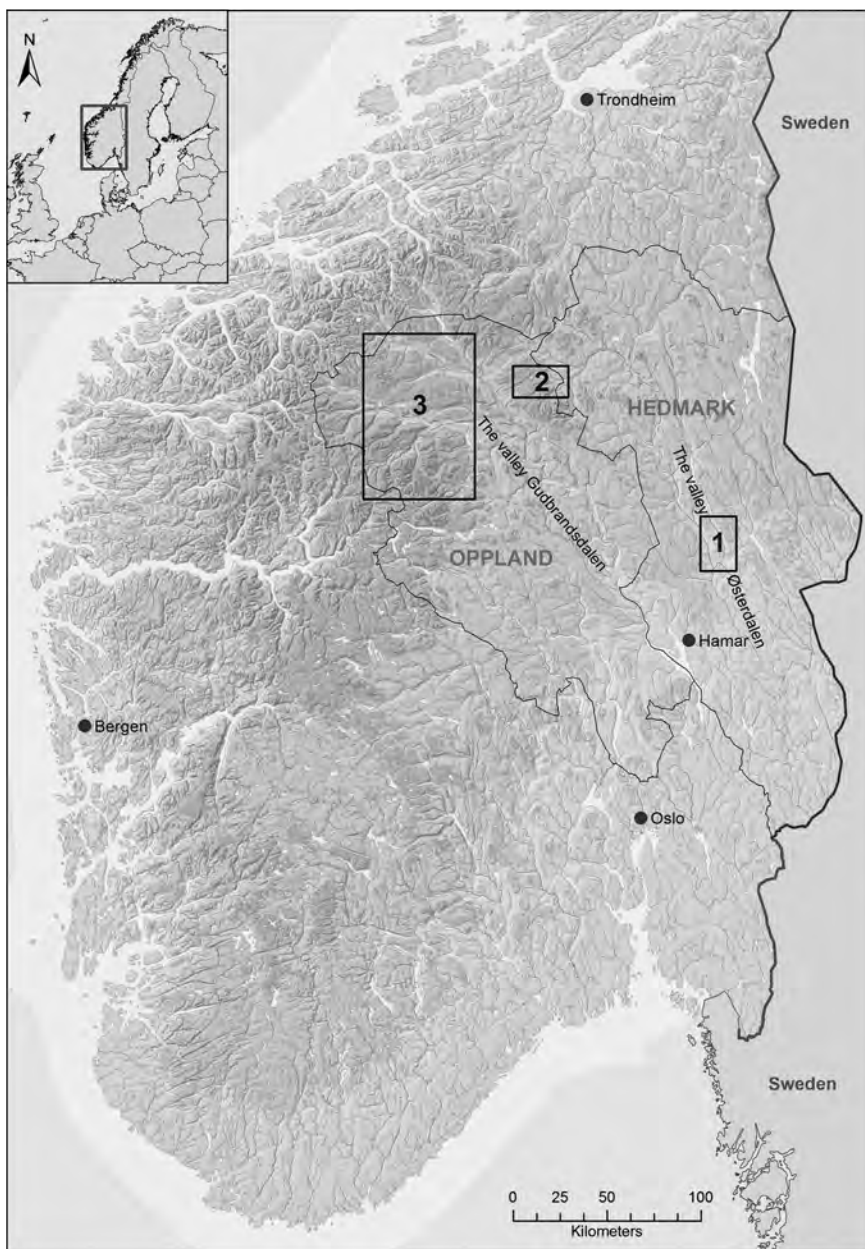 N
Trondheim
Sweden
2
3
HEDMARK
The valley Gudbrandsdalen
The valley Østerdalen
1
OPPLAND
Hamar
Bergen
Oslo
Sweden
0 25 50 100
Kilometers